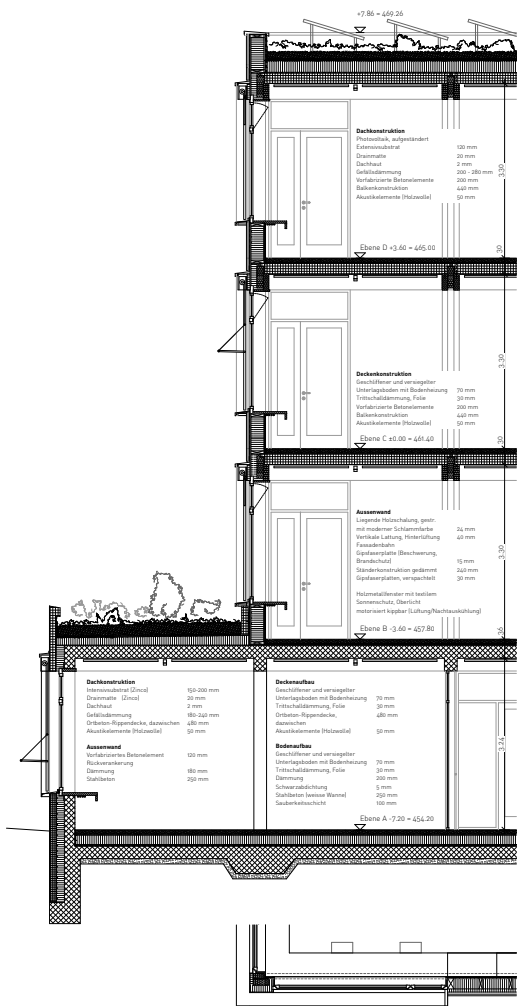 +7.86 = 469.26
Dachkonstruktion
Photovoltaik, aufgeständert
Extensivsubstrat 120 mm
Drainmatte 20 mm
Dachhaut 2 mm
Gefällsdämmung 200 - 280 mm
Vorfabrizierte Betonelemente 200 mm
Balkenkonstruktion 440 mm
Akustikelemente (Holzwolle) 50 mm
3.30
Ebene D +3.60 = 465.00
30
Deckenkonstruktion
Geschliffener und versiegelter
Unterlagsboden mit Bodenheizung 70 mm
Trittschalldämmung, Folie 30 mm
Vorfabrizierte Betonelemente 200 mm
Balkenkonstruktion 440 mm
Akustikelemente (Holzwolle) 50 mm
3.30
Ebene C ±0.00 = 461.40
30
Aussenwand
Liegende Holzschalung, gestr.
mit moderner Schlammfarbe 24 mm
Vertikale Lattung, Hinterlüftung 40 mm
Fassadenbahn
Gipsfaserplatte (Beschwerung,
Brandschutz) 15 mm
Ständerkonstruktion gedämmt 240 mm
Gipsfaserplatten, verspachtelt 30 mm
Holzmetallfenster mit textilem
Sonnenschutz, Oberlicht
motorisiert kippbar (Lüftung/Nachtauskühlung)
3.30
Ebene B -3.60 = 457.80
26
Dachkonstruktion
Intensivsubstrat (Zinco) 150-200 mm
Drainmatte (Zinco) 20 mm
Dachhaut 2 mm
Gefällsdämmung 180-240 mm
Ortbeton-Rippendecke, dazwischen 480 mm
Akustikelemente (Holzwolle) 50 mm
Aussenwand
Vorfabriziertes Betonelement 120 mm
Rückverankerung
Dämmung 180 mm
Stahlbeton 250 mm
Deckenaufbau
Geschliffener und versiegelter
Unterlagsboden mit Bodenheizung 70 mm
Trittschalldämmung, Folie 30 mm
Ortbeton-Rippendecke, 480 mm
dazwischen
Akustikelemente (Holzwolle) 50 mm
Bodenaufbau
Geschliffener und versiegelter
Unterlagsboden mit Bodenheizung 70 mm
Trittschalldämmung, Folie 30 mm
Dämmung 200 mm
Schwarzabdichtung 5 mm
Stahlbeton (weisse Wanne) 250 mm
Sauberkeitsschicht 100 mm
3.24
Ebene A -7.20 = 454.20